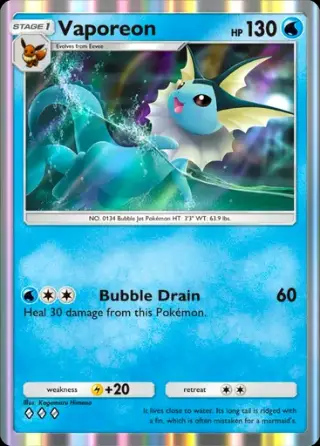 STAGE 1
Vaporeon
HP 130
Evolves from Eevee
NO. 0134 Bubble Jet Pokémon HT: 3'3" WT: 63.9 lbs.
Bubble Drain 60
Heal 30 damage from this Pokémon.
weakness +20 retreat
Illus. Kagemaru Himeno
It lives close to water. Its long tail is ridged with
a fin, which is often mistaken for a mermaid's.